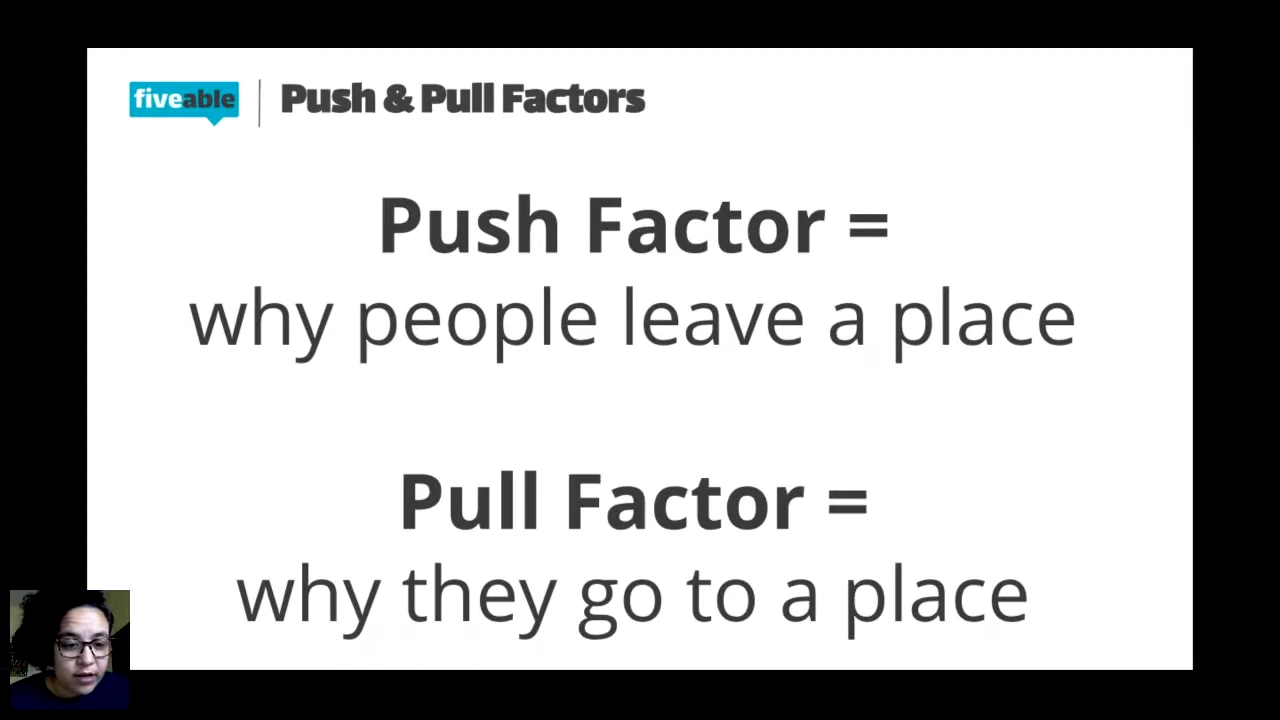 fiveable
Push & Pull Factors
Push Factor =
why people leave a place
Pull Factor =
why they go to a place